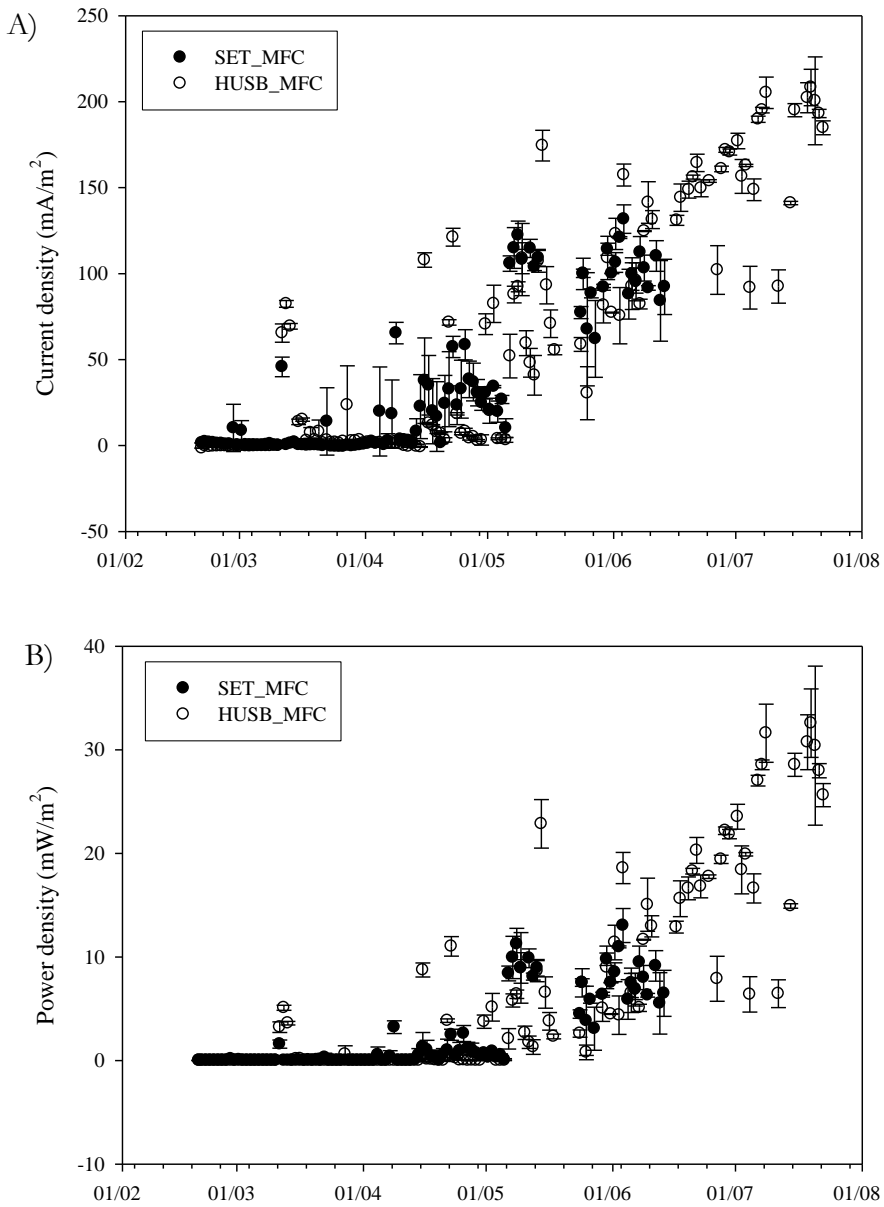 A)
SET_MFC
HUSB_MFC
Current density (mA/m²)
250
200
150
100
50
0
-50
01/02 01/03 01/04 01/05 01/06 01/07 01/08
B)
SET_MFC
HUSB_MFC
Power density (mW/m²)
40
30
20
10
0
-10
01/02 01/03 01/04 01/05 01/06 01/07 01/08